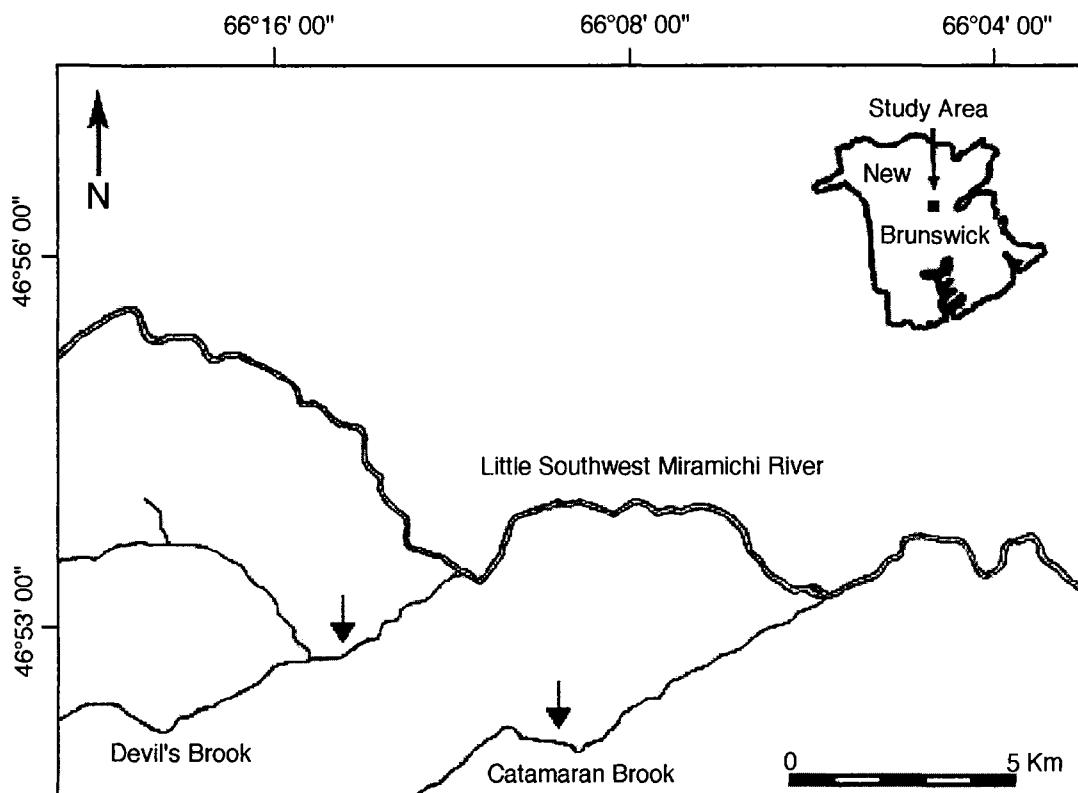 66°16' 00"
66°08' 00"
66°04' 00"
Study Area
New
Brunswick
N
46°56' 00"
Little Southwest Miramichi River
46°53' 00"
Devil's Brook
Catamaran Brook
0
5 Km